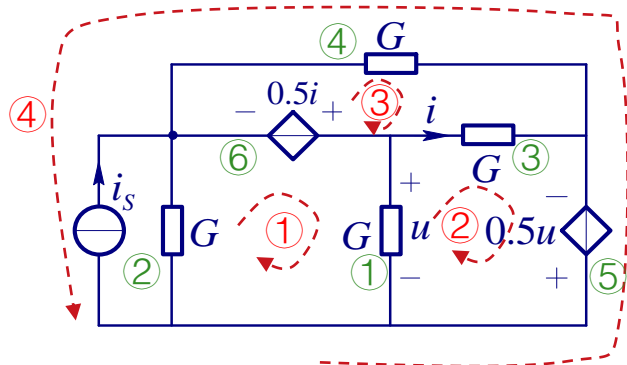 ④ G
④ − 0.5i + ③ i
⑥ G ③
i_S + −
② G ① G u ② 0.5u
① − + ⑤